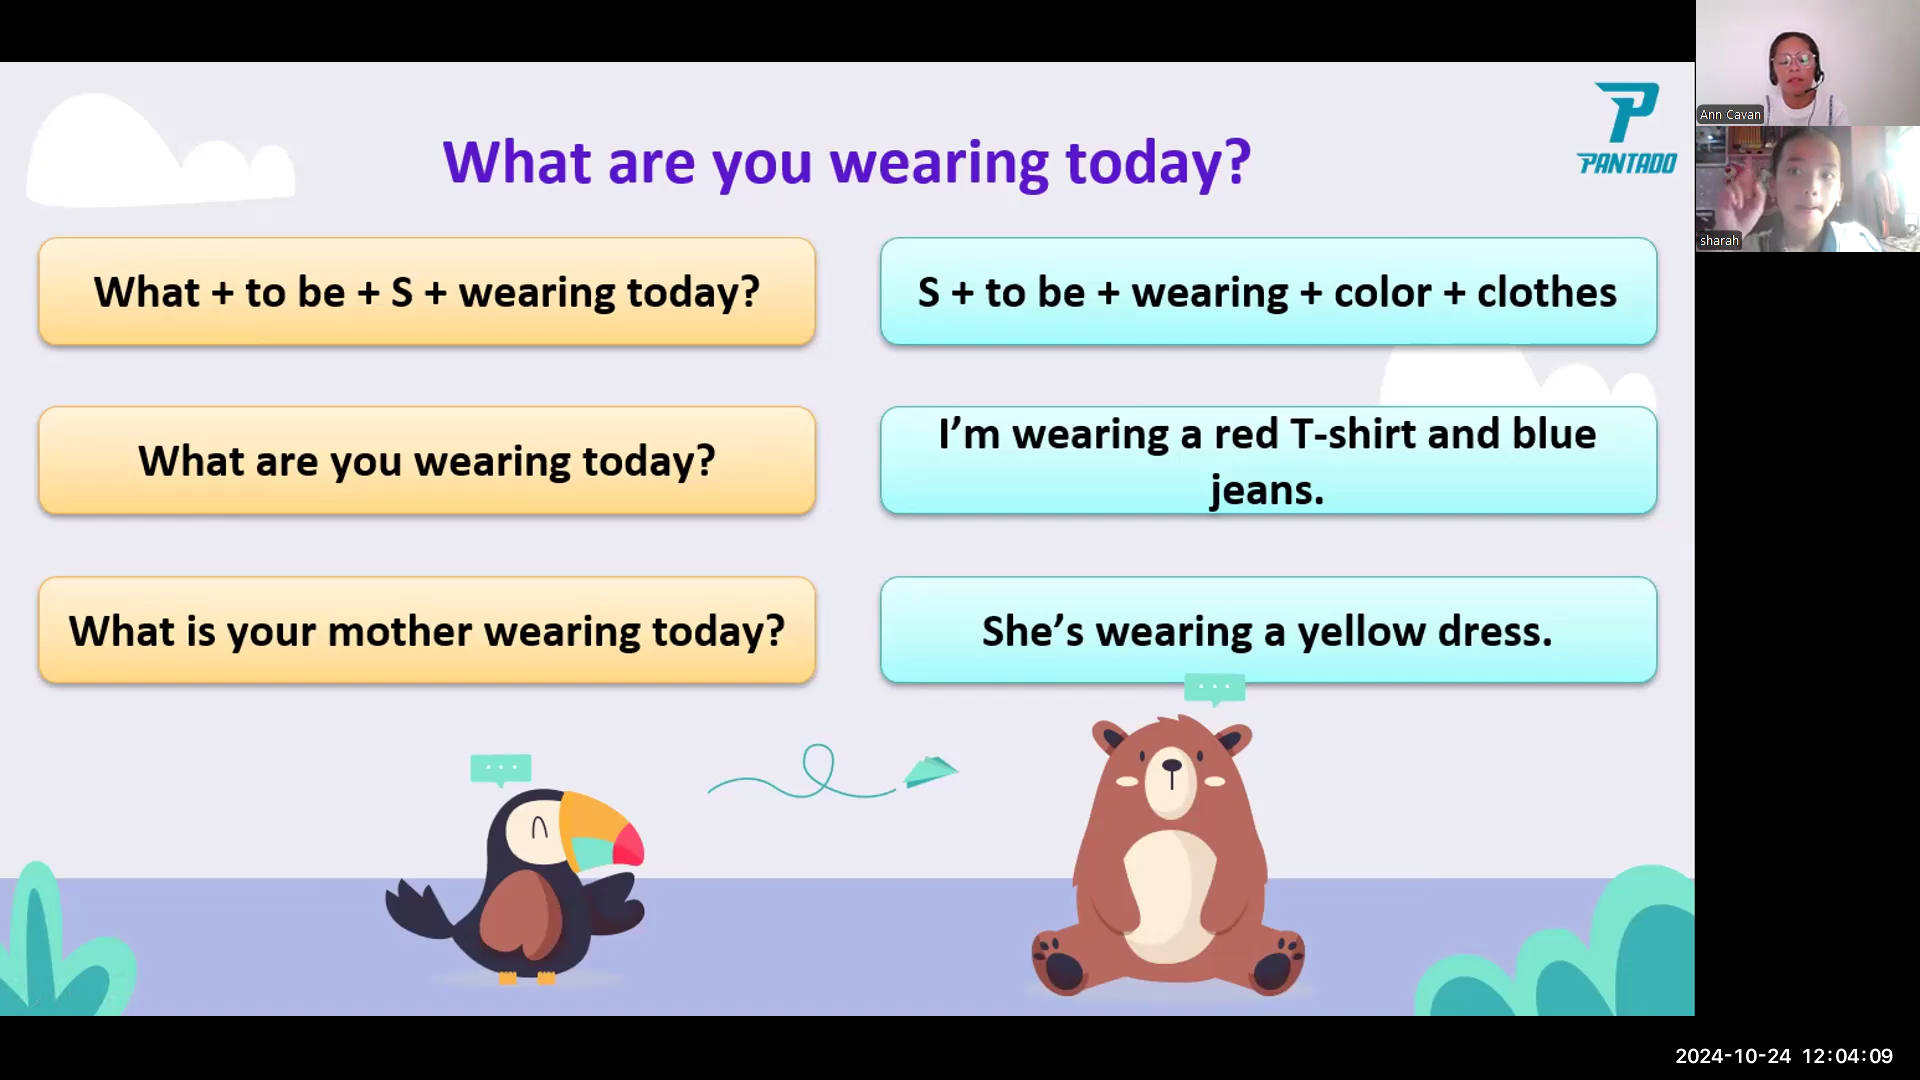 What are you wearing today?
PANTADO
What + to be + S + wearing today?
S + to be + wearing + color + clothes
What are you wearing today?
I’m wearing a red T-shirt and blue
jeans.
What is your mother wearing today?
She’s wearing a yellow dress.
Ann Cavan
sharah
2024-10-24 12:04:09